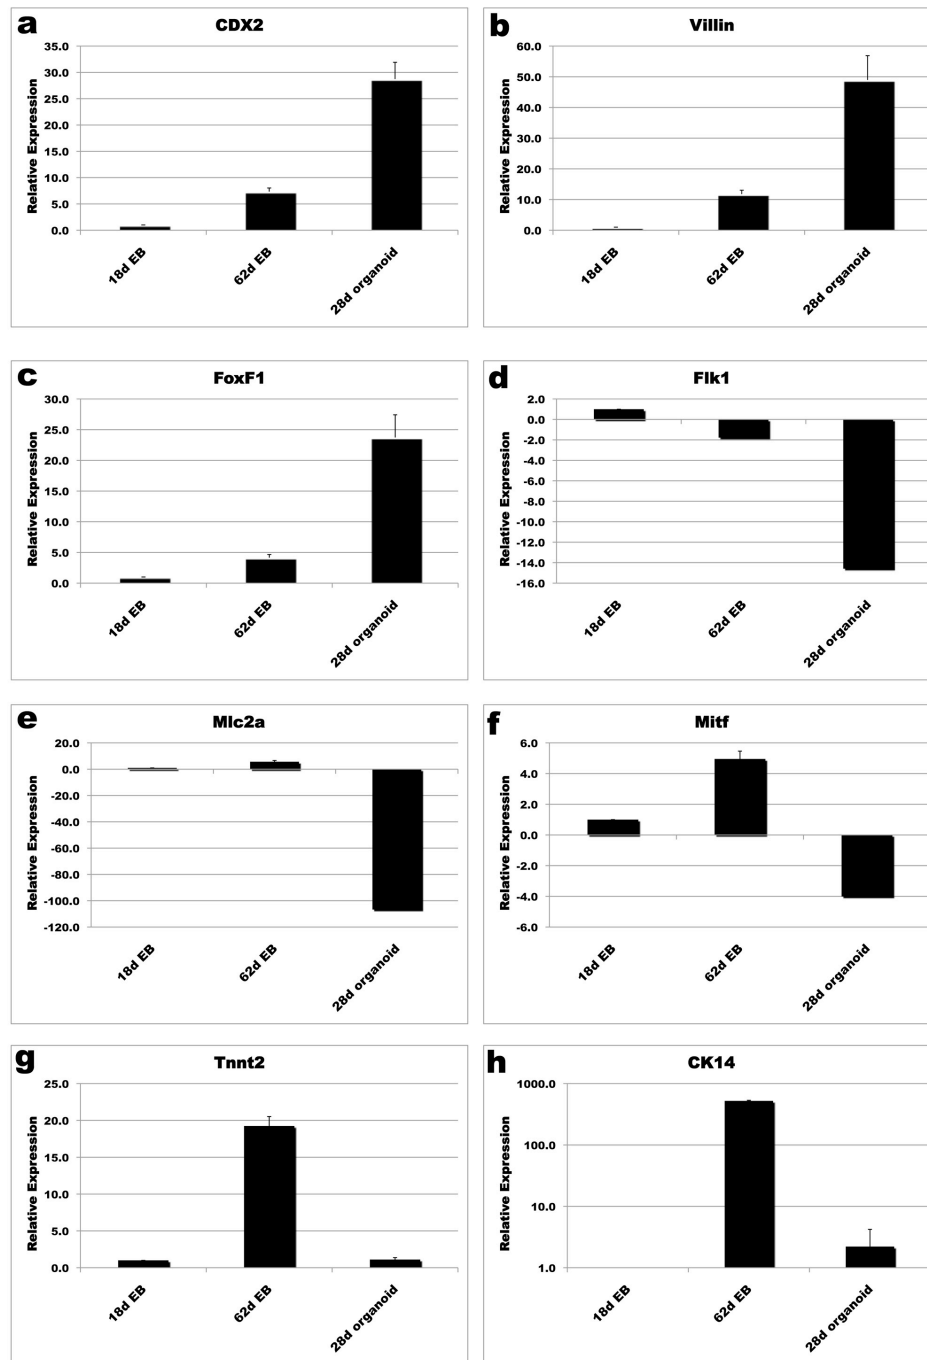 a
CDX2
Relative Expression
35.0
30.0
25.0
20.0
15.0
10.0
5.0
0.0
18d EB
62d EB
28d organoid
b
Villin
Relative Expression
60.0
50.0
40.0
30.0
20.0
10.0
0.0
18d EB
62d EB
28d organoid
c
FoxF1
Relative Expression
30.0
25.0
20.0
15.0
10.0
5.0
0.0
18d EB
62d EB
28d organoid
d
Flk1
Relative Expression
2.0
0.0
-2.0
-4.0
-6.0
-8.0
-10.0
-12.0
-14.0
-16.0
18d EB
62d EB
28d organoid
e
Mlc2a
Relative Expression
20.0
0.0
-20.0
-40.0
-60.0
-80.0
-100.0
-120.0
18d EB
62d EB
28d organoid
f
Mitf
Relative Expression
6.0
4.0
2.0
0.0
-2.0
-4.0
-6.0
18d EB
62d EB
28d organoid
g
Tnnt2
Relative Expression
25.0
20.0
15.0
10.0
5.0
0.0
18d EB
62d EB
28d organoid
h
CK14
Relative Expression
1000.0
100.0
10.0
1.0
18d EB
62d EB
28d organoid